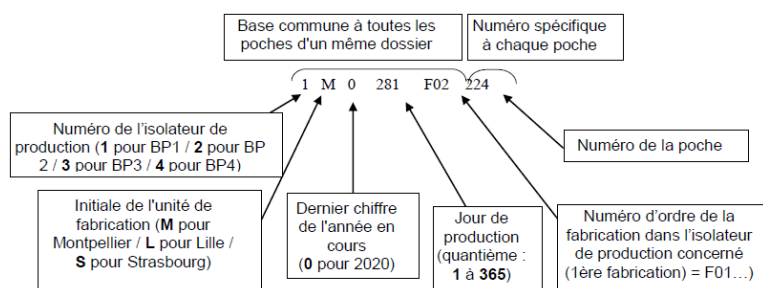 Base commune à toutes les
poches d'un même dossier
Numéro spécifique
à chaque poche
1 M 0 281 F02 224
Numéro de l'isolateur de
production (1 pour BP1 / 2 pour BP
2 / 3 pour BP3 / 4 pour BP4)
Numéro de la poche
Initiale de l'unité de
fabrication (M pour
Montpellier / L pour Lille /
S pour Strasbourg)
Dernier chiffre
de l'année en
cours
(0 pour 2020)
Jour de
production
(quantième :
1 à 365)
Numéro d'ordre de la
fabrication dans l'isolateur
de production concerné
(1ère fabrication) = F01…)